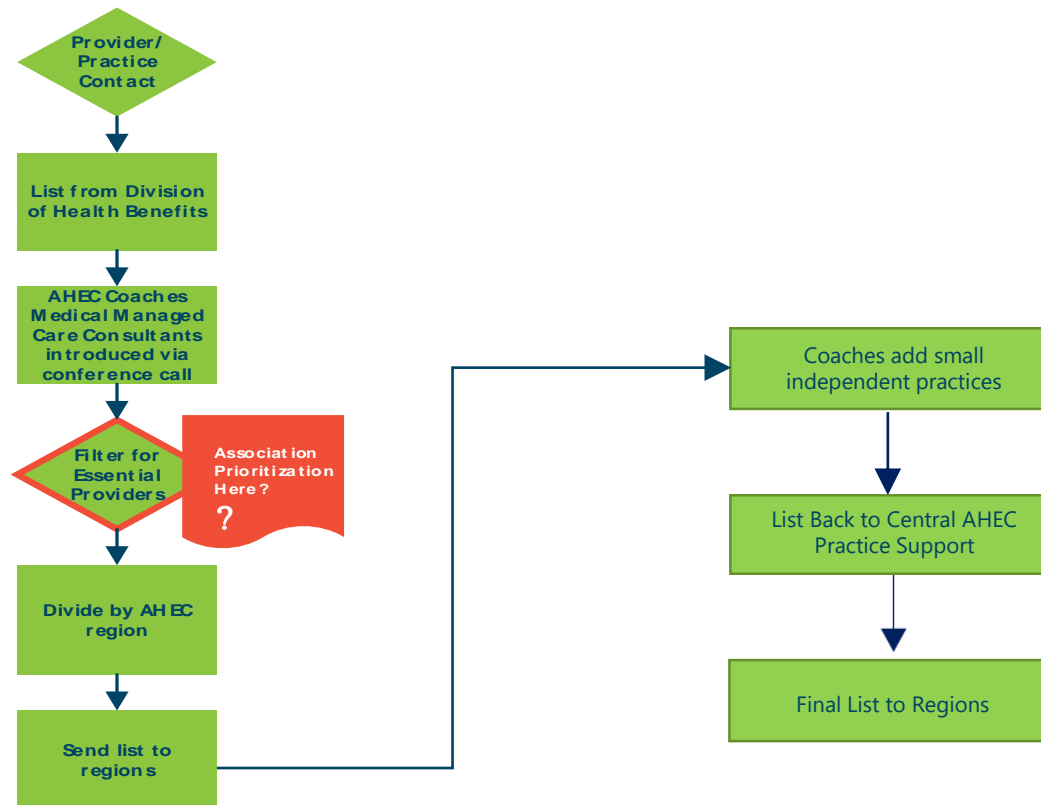 Provider/
Practice
Contact
List from Division
of Health Benefits
AHEC Coaches
Medical Managed
Care Consultants
introduced via
conference call
Filter for
Essential
Providers
Association
Prioritization
Here?
?
Divide by AHEC
region
Send list to
regions
Coaches add small
independent practices
List Back to Central AHEC
Practice Support
Final List to Regions